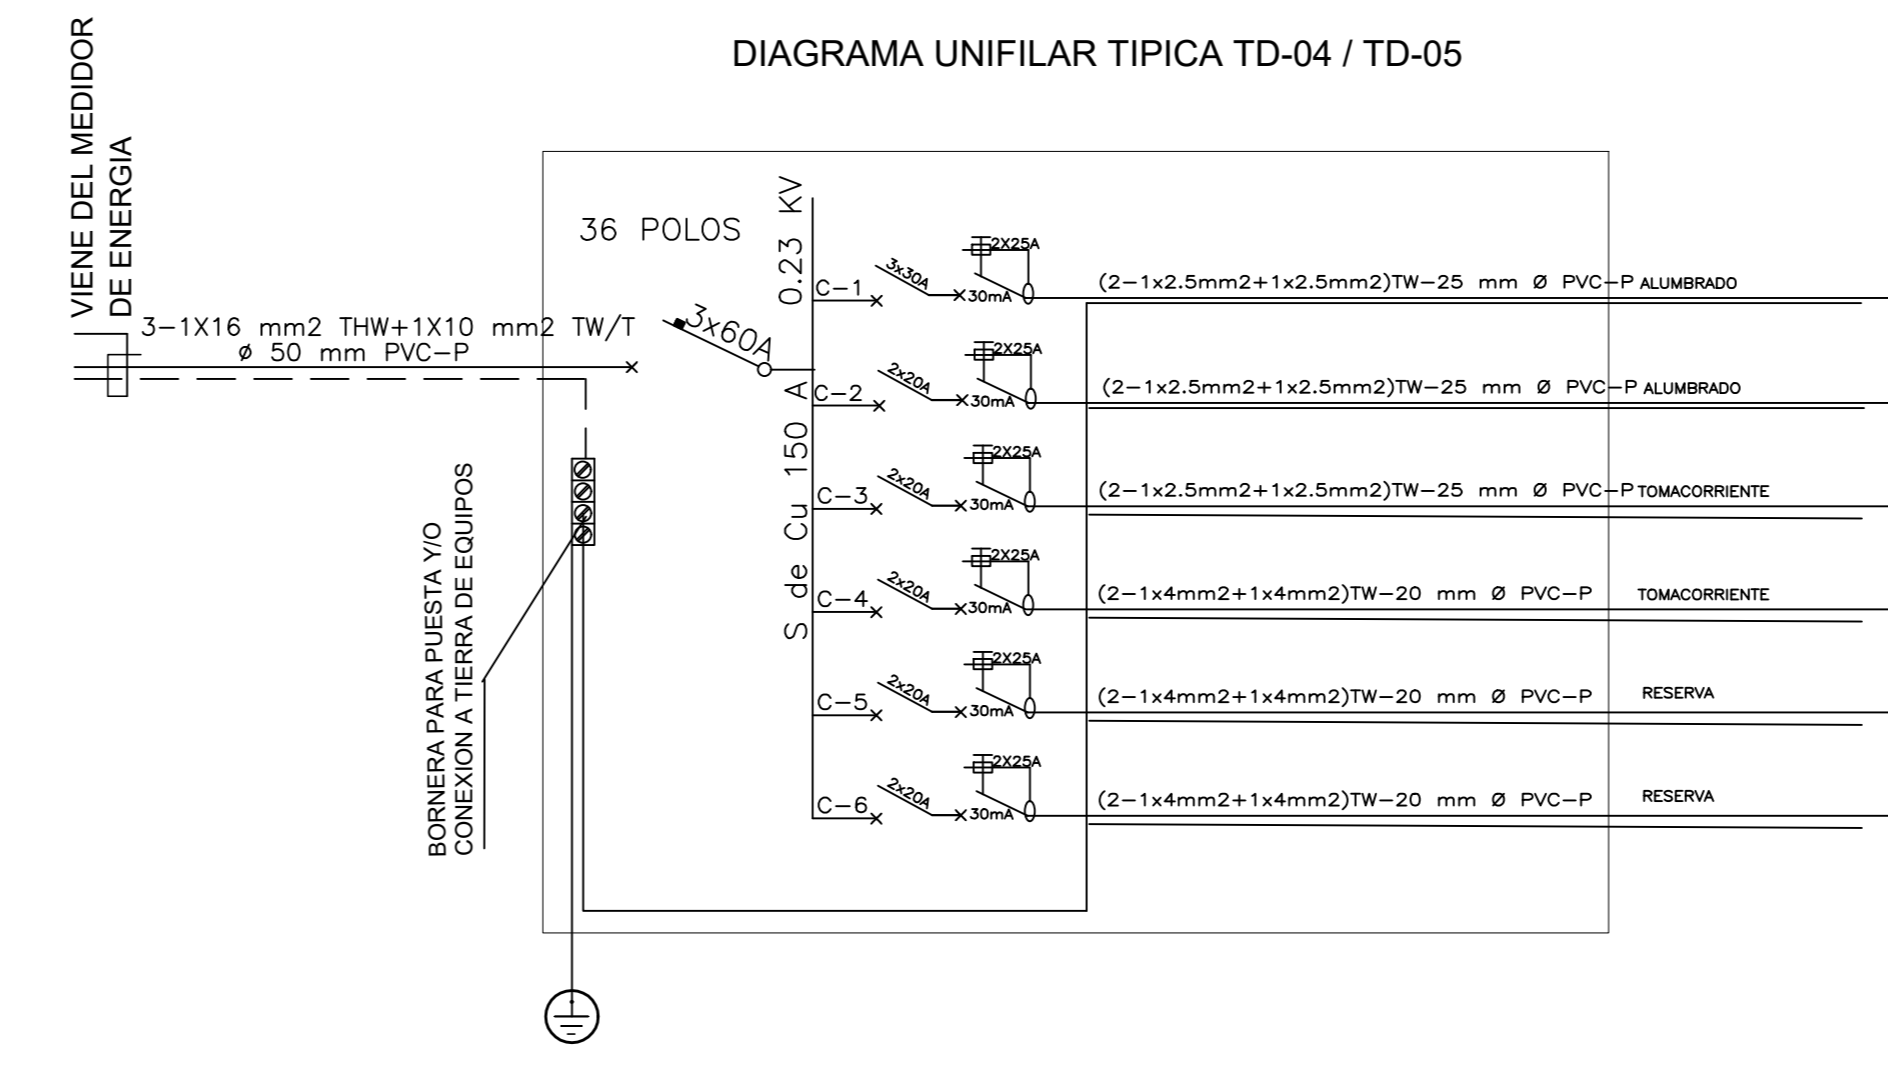 DIAGRAMA UNIFILAR TIPICA TD-04 / TD-05
VIENE DEL MEDIDOR
DE ENERGIA
3-1X16 mm2 THW+1X10 mm2 TW/T
Ø 50 mm PVC-P
36 POLOS
3x60A
S de Cu 150 A 0.23 KV
BORNERA PARA PUESTA Y/O
CONEXION A TIERRA DE EQUIPOS
C-1 3x30A 2X25A 30mA (2-1x2.5mm2+1x2.5mm2)TW-25 mm Ø PVC-P ALUMBRADO
C-2 2x20A 2X25A 30mA (2-1x2.5mm2+1x2.5mm2)TW-25 mm Ø PVC-P ALUMBRADO
C-3 2x20A 2X25A 30mA (2-1x2.5mm2+1x2.5mm2)TW-25 mm Ø PVC-P TOMACORRIENTE
C-4 2x20A 2X25A 30mA (2-1x4mm2+1x4mm2)TW-20 mm Ø PVC-P TOMACORRIENTE
C-5 2x20A 2X25A 30mA (2-1x4mm2+1x4mm2)TW-20 mm Ø PVC-P RESERVA
C-6 2x20A 2X25A 30mA (2-1x4mm2+1x4mm2)TW-20 mm Ø PVC-P RESERVA